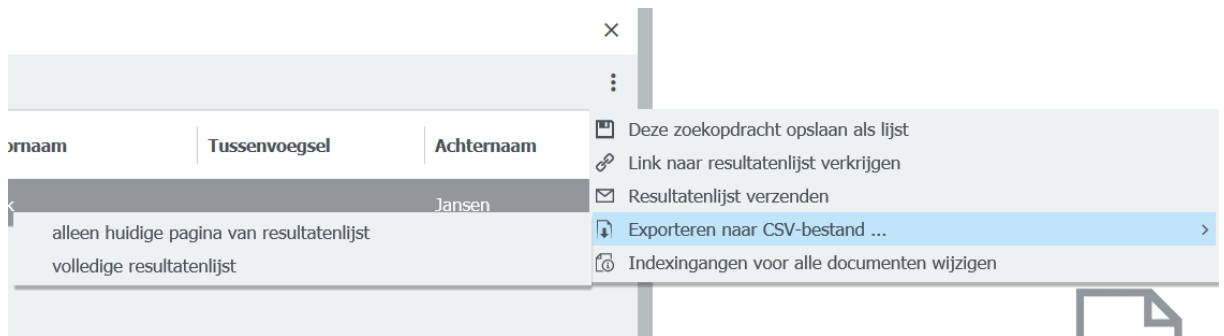 ornaam Tussenvoegsel Achternaam
k Jansen
alleen huidige pagina van resultatenlijst
volledige resultatenlijst
Deze zoekopdracht opslaan als lijst
Link naar resultatenlijst verkrijgen
Resultatenlijst verzenden
Exporteren naar CSV-bestand ...
Indexingangen voor alle documenten wijzigen